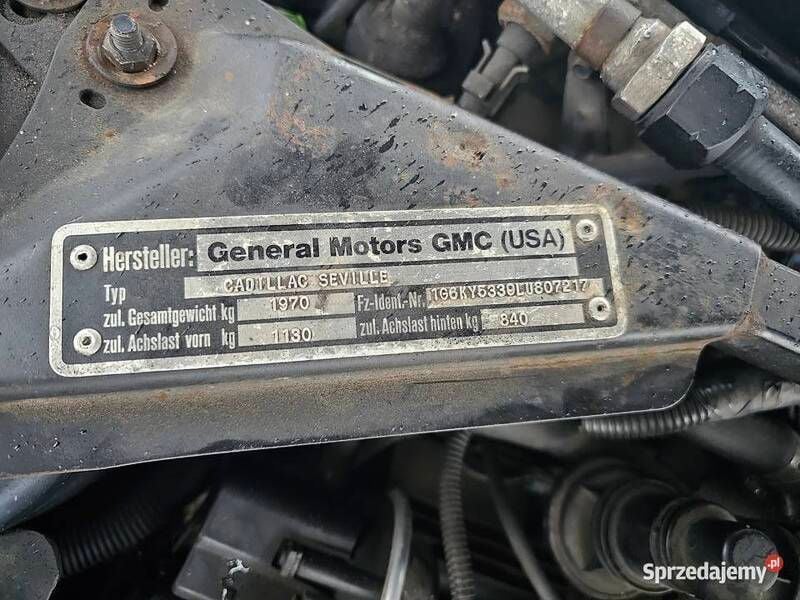 Hersteller: General Motors GMC (USA)
Typ CADILLAC SEVILLE
zul. Gesamtgewicht kg 1970 Fz-Ident.-Nr. 1G6KY5339LU807217
zul. Achslast vorn kg 1130 zul. Achslast hinten kg 840
Sprzedajemy.pl